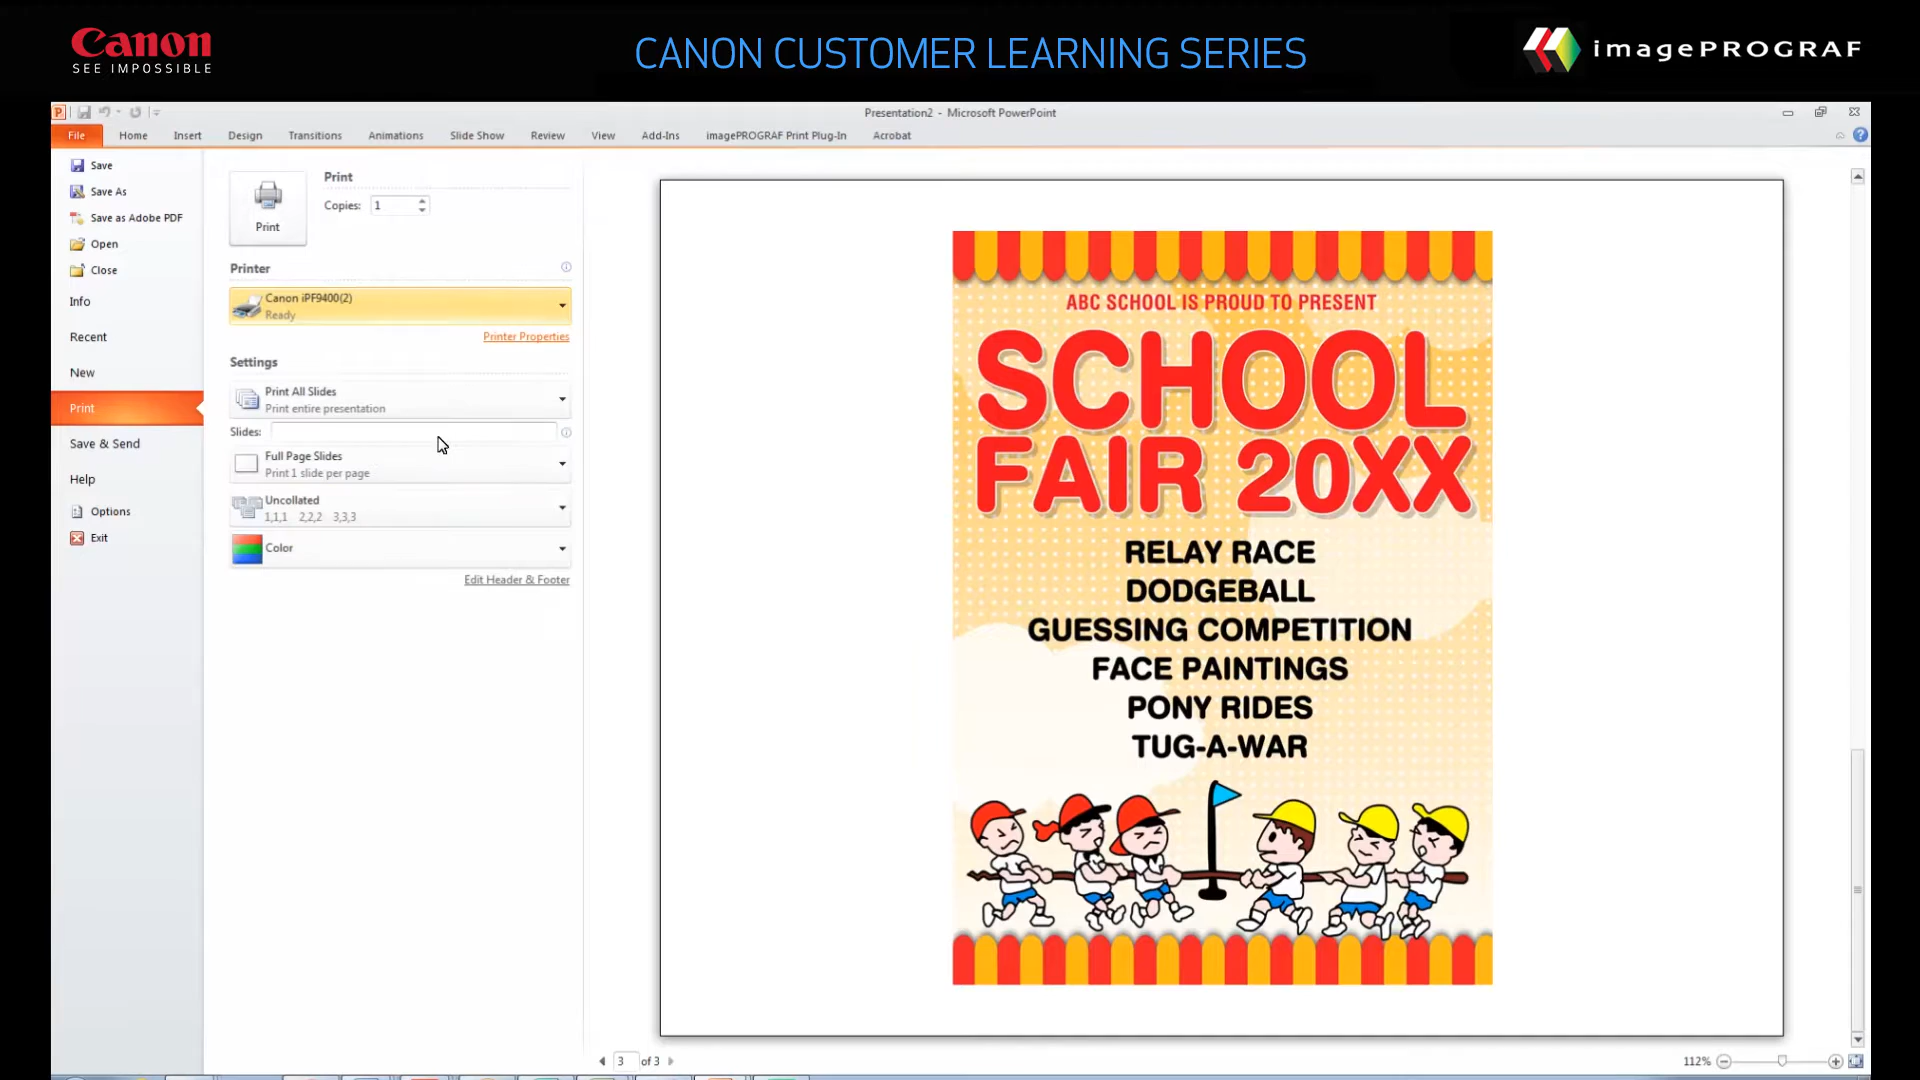 Canon
SEE IMPOSSIBLE
CANON CUSTOMER LEARNING SERIES
imagePROGRAF
Presentation2 - Microsoft PowerPoint
File Home Insert Design Transitions Animations Slide Show Review View Add-Ins imagePROGRAF Print Plug-In Acrobat
Save
Save As
Save as Adobe PDF
Open
Close
Info
Recent
New
Print
Save & Send
Help
Options
Exit
Print
Print
Copies: 1
Printer
Canon iPF9400(2)
Ready
Printer Properties
Settings
Print All Slides
Print entire presentation
Slides:
Full Page Slides
Print 1 slide per page
Uncollated
1,1,1 2,2,2 3,3,3
Color
Edit Header & Footer
ABC SCHOOL IS PROUD TO PRESENT
SCHOOL
FAIR 20XX
RELAY RACE
DODGEBALL
GUESSING COMPETITION
FACE PAINTINGS
PONY RIDES
TUG-A-WAR
3 of 3
112%